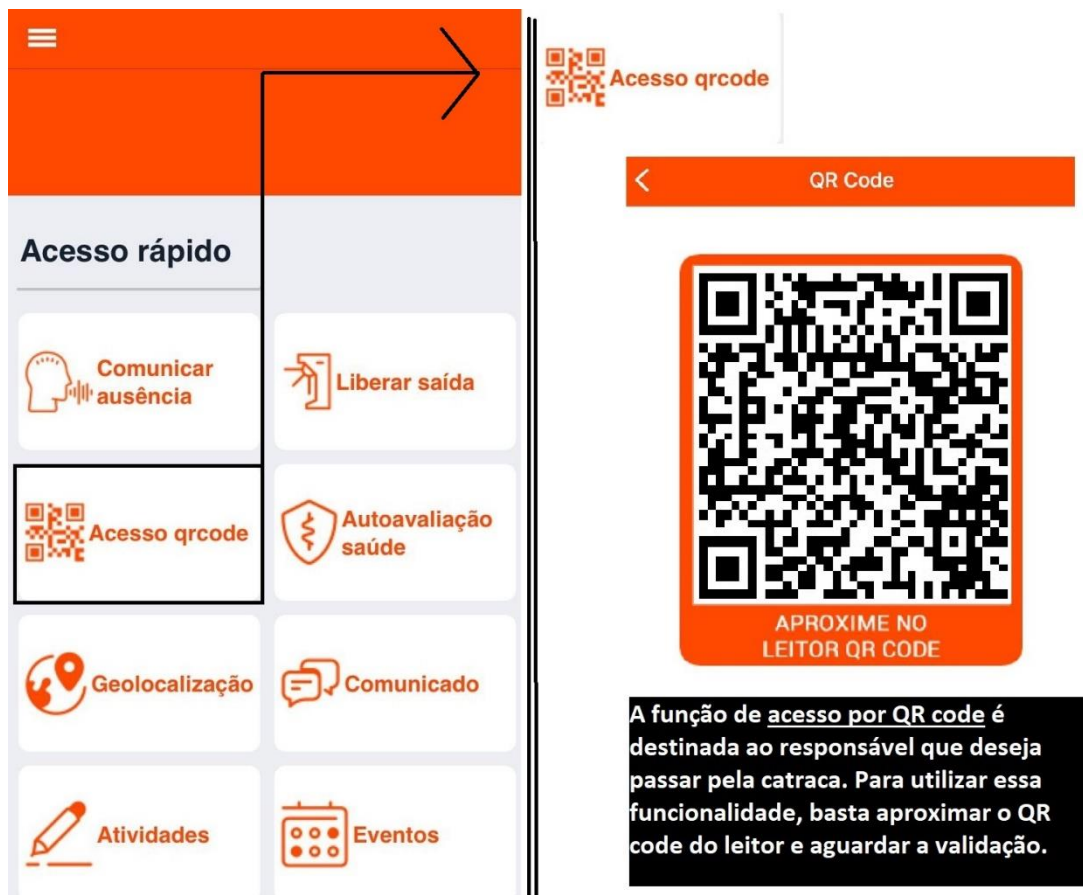 Acesso rápido
Comunicar
ausência
Liberar saída
Acesso qrcode
Autoavaliação
saúde
Geolocalização
Comunicado
Atividades
Eventos
Acesso qrcode
QR Code
APROXIME NO
LEITOR QR CODE
A função de acesso por QR code é
destinada ao responsável que deseja
passar pela catraca. Para utilizar essa
funcionalidade, basta aproximar o QR
code do leitor e aguardar a validação.